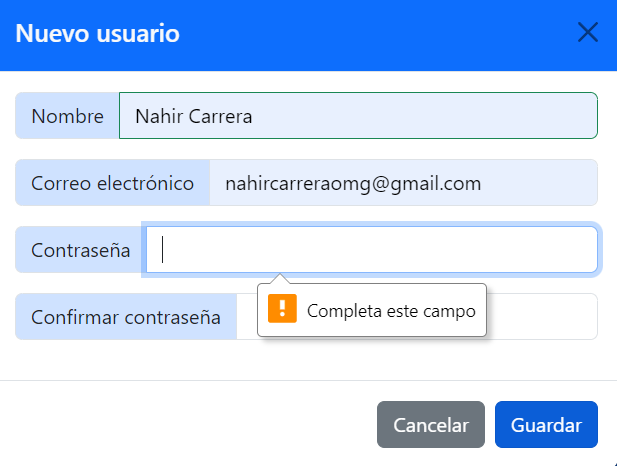 Nuevo usuario
Nombre Nahir Carrera
Correo electrónico nahircarreraomg@gmail.com
Contraseña
! Completa este campo
Confirmar contraseña
Cancelar Guardar